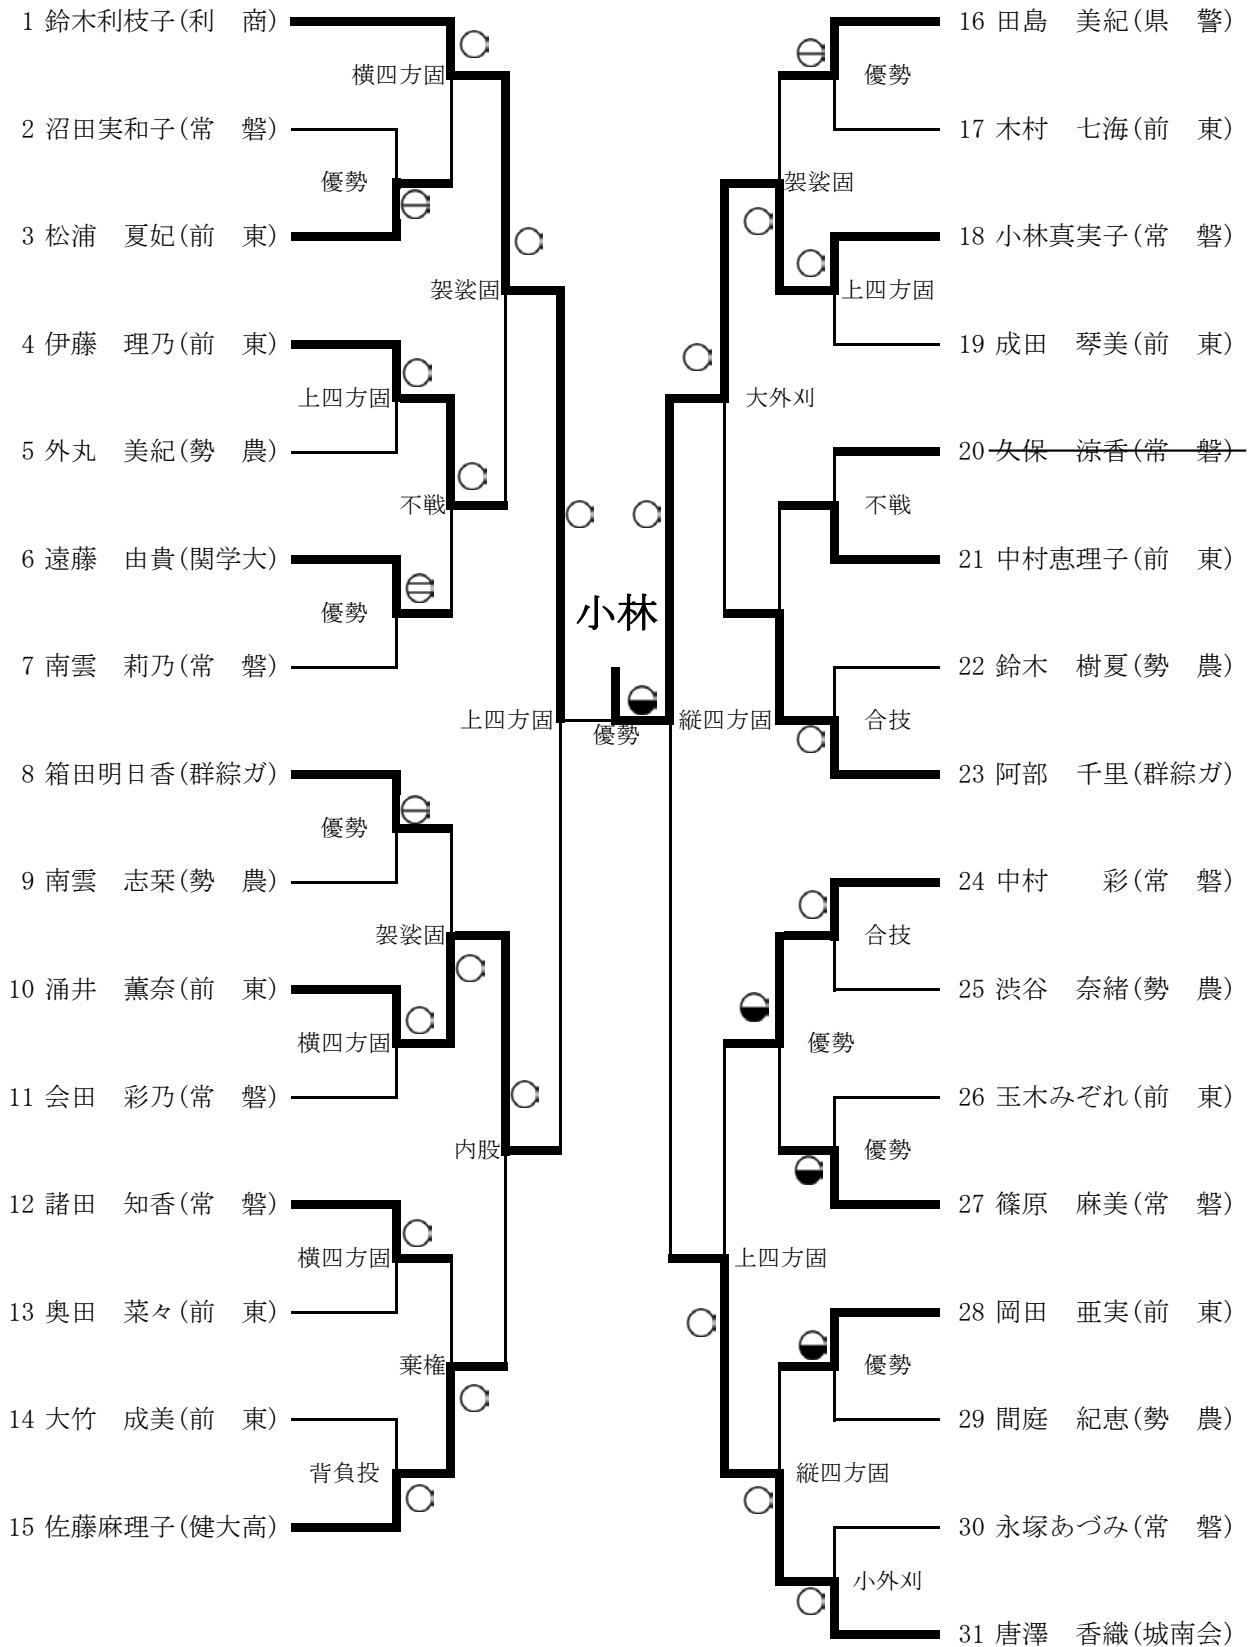 1 鈴木利枝子(利　商)
横四方固
2 沼田実和子(常　磐)
優勢
3 松浦　夏妃(前　東)
袈裟固
4 伊藤　理乃(前　東)
上四方固
5 外丸　美紀(勢　農)
不戦
6 遠藤　由貴(関学大)
優勢
7 南雲　莉乃(常　磐)
上四方固
8 箱田明日香(群綜ガ)
優勢
9 南雲　志栞(勢　農)
袈裟固
10 涌井　薫奈(前　東)
横四方固
11 会田　彩乃(常　磐)
内股
12 諸田　知香(常　磐)
横四方固
13 奥田　菜々(前　東)
棄権
14 大竹　成美(前　東)
背負投
15 佐藤麻理子(健大高)
小林
優勢
16 田島　美紀(県　警)
優勢
17 木村　七海(前　東)
袈裟固
18 小林真実子(常　磐)
上四方固
19 成田　琴美(前　東)
大外刈
20 久保　涼香(常　磐)
不戦
21 中村恵理子(前　東)
22 鈴木　樹夏(勢　農)
縦四方固
合技
23 阿部　千里(群綜ガ)
24 中村　　彩(常　磐)
合技
25 渋谷　奈緒(勢　農)
優勢
26 玉木みぞれ(前　東)
優勢
27 篠原　麻美(常　磐)
上四方固
28 岡田　亜実(前　東)
優勢
29 間庭　紀恵(勢　農)
縦四方固
30 永塚あづみ(常　磐)
小外刈
31 唐澤　香織(城南会)